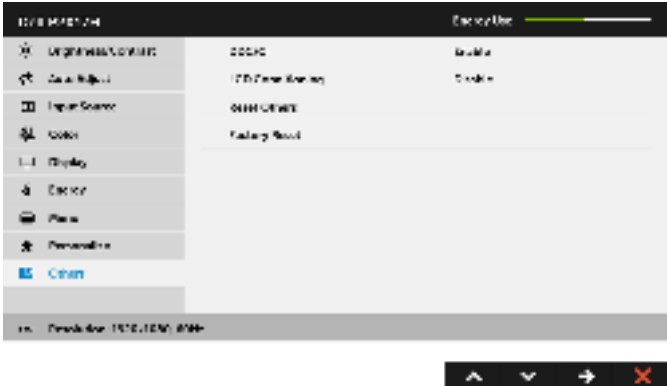 Energy Use
Brightness/Contrast
DDC/CI
Enable
Auto Adjust
LCD Conditioning
Disable
Input Source
Reset Others
Color
Factory Reset
Display
Energy
Menu
Personalize
Others
Resolution: 1920x1080, 60Hz